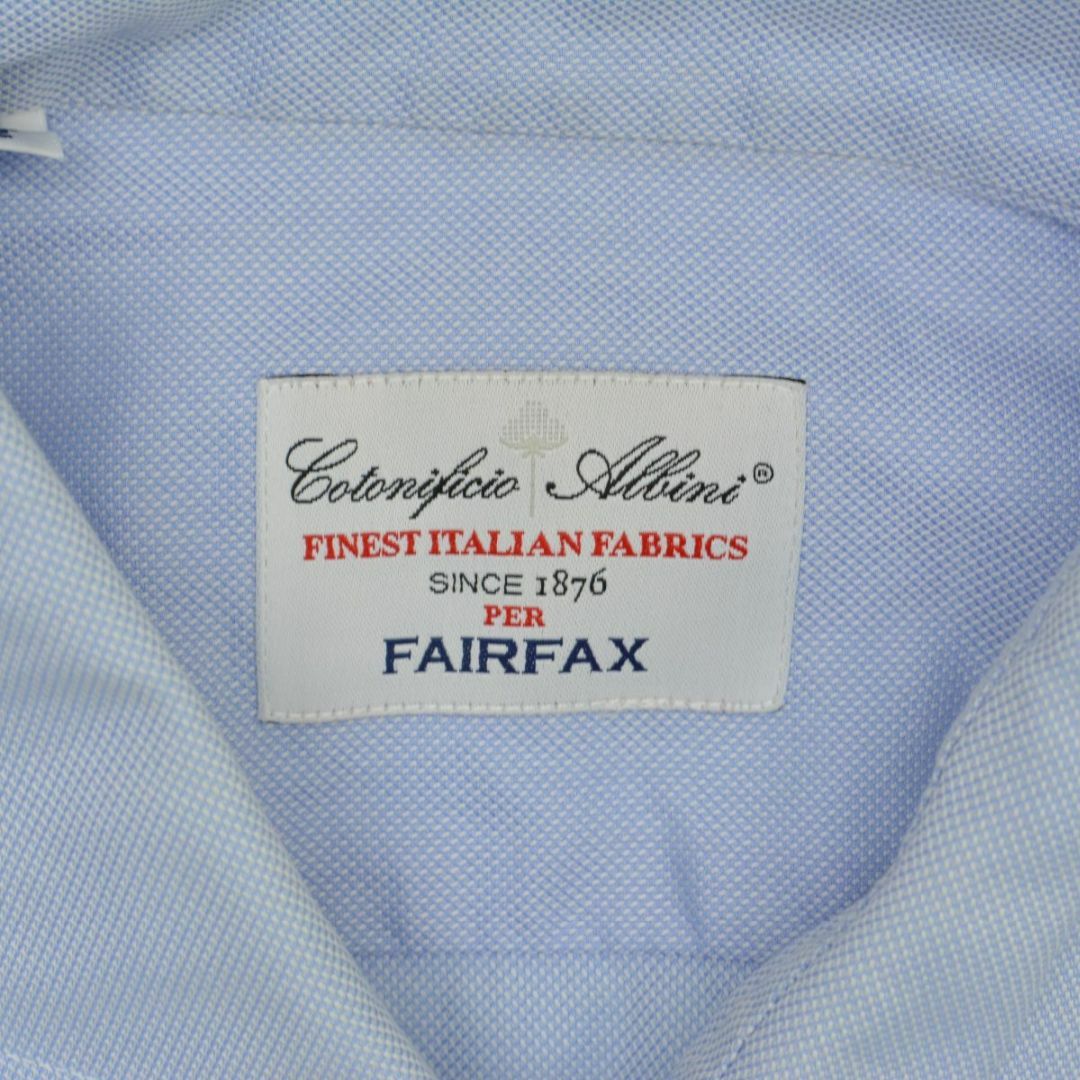 Cotonificio Albini®
FINEST ITALIAN FABRICS
SINCE 1876
PER
FAIRFAX